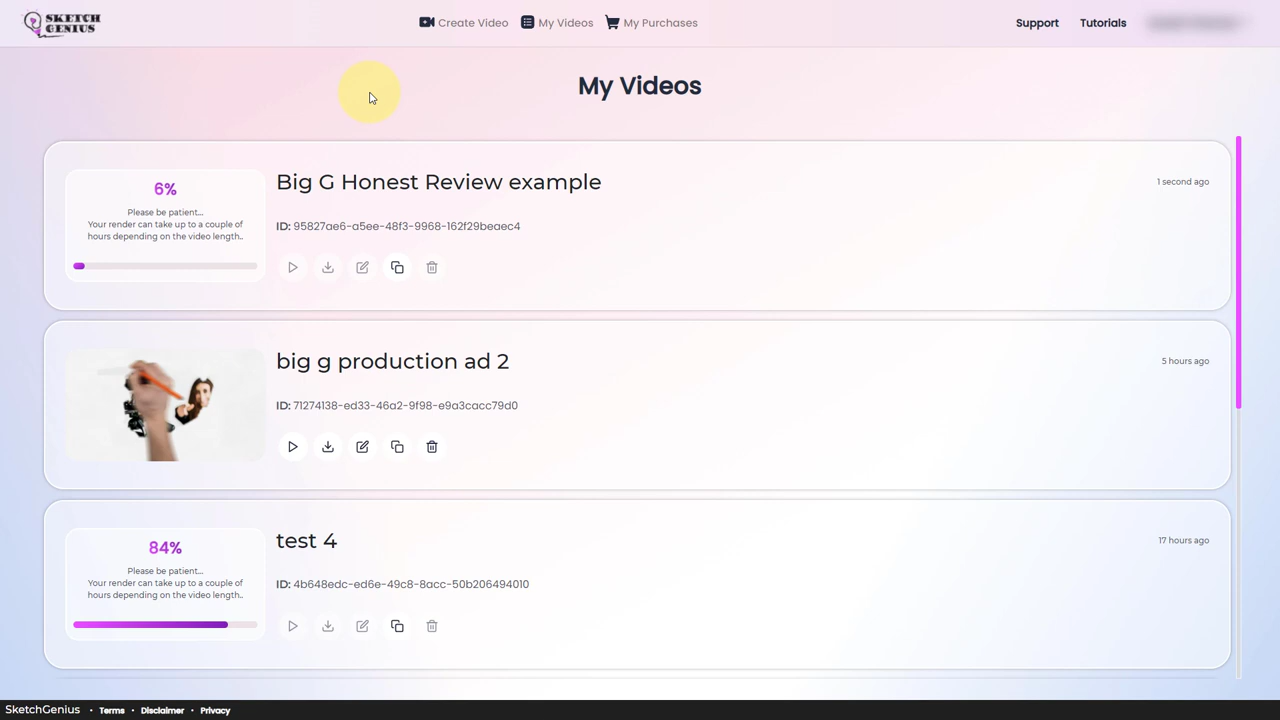 SKETCH
GENIUS
Create Video
My Videos
My Purchases
Support
Tutorials
My Videos
6%
Please be patient...
Your render can take up to a couple of
hours depending on the video length..
Big G Honest Review example
1 second ago
ID: 95827ae6-a5ee-48f3-9968-162f29beaec4
big g production ad 2
5 hours ago
ID: 71274138-ed33-46a2-9f98-e9a3cacc79d0
84%
Please be patient...
Your render can take up to a couple of
hours depending on the video length..
test 4
17 hours ago
ID: 4b648edc-ed6e-49c8-8acc-50b206494010
SketchGenius • Terms • Disclaimer • Privacy